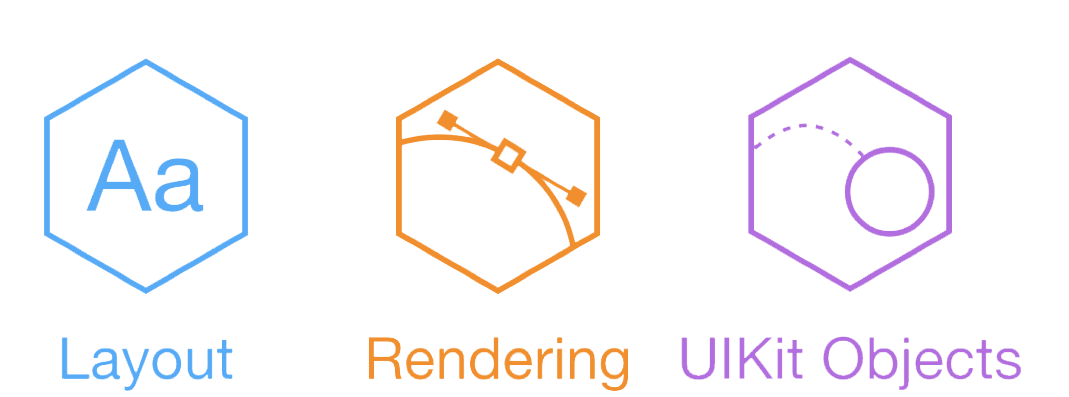 Aa
Layout
Rendering
UIKit Objects